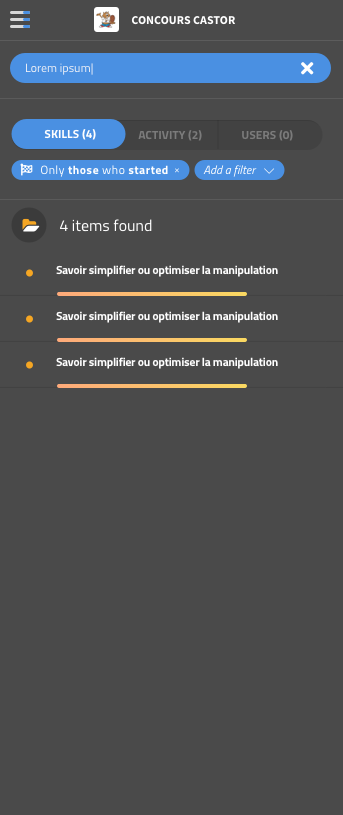 CONCOURS CASTOR
Lorem ipsum
SKILLS (4) ACTIVITY (2) USERS (0)
Only those who started × Add a filter
4 items found
Savoir simplifier ou optimiser la manipulation
Savoir simplifier ou optimiser la manipulation
Savoir simplifier ou optimiser la manipulation